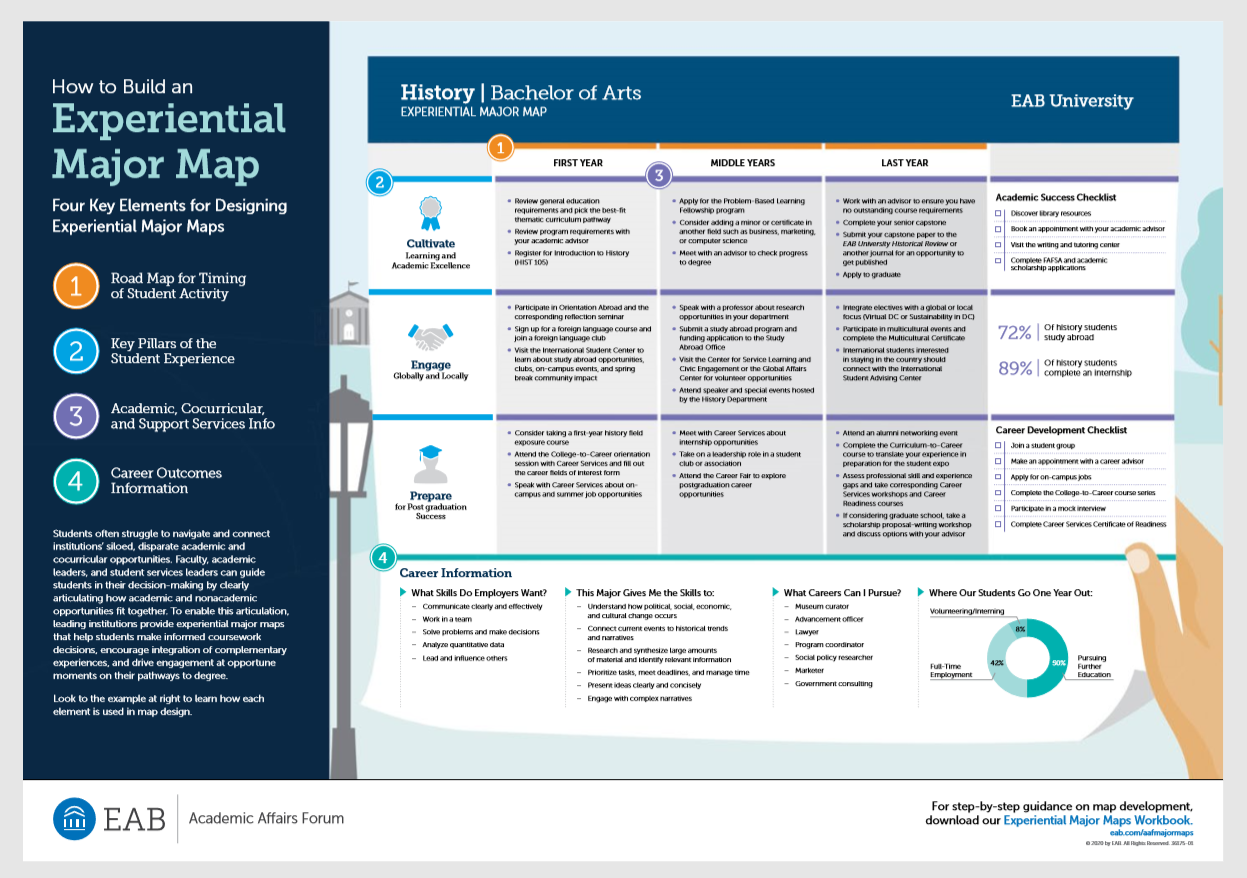 How to Build an
Experiential
Major Map
Four Key Elements for Designing
Experiential Major Maps
1
Road Map for Timing
of Student Activity
2
Key Pillars of the
Student Experience
3
Academic, Cocurricular,
and Support Services Info
4
Career Outcomes
Information
Students often struggle to navigate and connect
institutions' siloed, disparate academic and
cocurricular opportunities. Faculty, academic
leaders, and student services leaders can guide
students in their decision-making by clearly
articulating how academic and nonacademic
opportunities fit together. To enable this articulation,
leading institutions provide experiential major maps
that help students make informed coursework
decisions, encourage integration of complementary
experiences, and drive engagement at opportune
moments on their pathways to degree.
Look to the example at right to learn how each
element is used in map design.
History | Bachelor of Arts
EXPERIENTIAL MAJOR MAP
EAB University
1
FIRST YEAR
MIDDLE YEARS
LAST YEAR
2
3
Cultivate
Learning and
Academic Excellence
• Review general education
requirements and pick the best-fit
thematic curriculum pathway
• Review program requirements with
your academic advisor
• Register for Introduction to History
(HIST 105)
• Apply for the Problem-Based Learning
Fellowship program
• Consider adding a minor or certificate in
another field such as business, marketing,
or computer science
• Meet with an advisor to check progress
to degree
• Work with an advisor to ensure you have
no outstanding course requirements
• Complete your senior capstone
• Submit your capstone paper to the
EAB University Historical Review or
another journal for an opportunity to
get published
• Apply to graduate
Academic Success Checklist
Discover library resources
Book an appointment with your academic advisor
Visit the writing and tutoring center
Complete FAFSA and academic
scholarship applications
Engage
Globally and Locally
• Participate in Orientation Abroad and the
corresponding reflection seminar
• Sign up for a foreign language course and
join a foreign language club
• Visit the International Student Center to
learn about study abroad opportunities,
clubs, on-campus events, and spring
break community impact
• Speak with a professor about research
opportunities in your department
• Submit a study abroad program and
funding application to the Study
Abroad Office
• Visit the Center for Service Learning and
Civic Engagement or the Global Affairs
Center for volunteer opportunities
• Attend speaker and special events hosted
by the History Department
• Integrate electives with a global or local
focus (Virtual DC or Sustainability in DC)
• Participate in multicultural events and
complete the Multicultural Certificate
• International students interested
in staying in the country should
connect with the International
Student Advising Center
72% Of history students
study abroad
89% Of history students
complete an internship
Prepare
for Post graduation
Success
• Consider taking a first-year history field
exposure course
• Attend the College-to-Career orientation
session with Career Services and fill out
the career fields of interest form
• Speak with Career Services about on-
campus and summer job opportunities
• Meet with Career Services about
internship opportunities
• Take on a leadership role in a student
club or association
• Attend the Career Fair to explore
postgraduation career
opportunities
• Attend an alumni networking event
• Complete the Curriculum-to-Career
course to translate your experience in
preparation for the student expo
• Assess professional skill and experience
gaps and take corresponding Career
Services workshops and Career
Readiness courses
• If considering graduate school, take a
scholarship proposal-writing workshop
and discuss options with your advisor
Career Development Checklist
Join a student group
Make an appointment with a career advisor
Apply for on-campus jobs
Complete the College-to-Career course series
Participate in a mock interview
Complete Career Services Certificate of Readiness
4
Career Information
What Skills Do Employers Want?
– Communicate clearly and effectively
– Work in a team
– Solve problems and make decisions
– Analyze quantitative data
– Lead and influence others
This Major Gives Me the Skills to:
– Understand how political, social, economic,
and cultural change occurs
– Connect current events to historical trends
and narratives
– Research and synthesize large amounts
of material and identify relevant information
– Prioritize tasks, meet deadlines, and manage time
– Present ideas clearly and concisely
– Engage with complex narratives
What Careers Can I Pursue?
– Museum curator
– Advancement officer
– Lawyer
– Program coordinator
– Social policy researcher
– Marketer
– Government consulting
Where Our Students Go One Year Out:
Volunteering/Interning
8%
42%
50%
Full-Time
Employment
Pursuing
Further
Education
EAB
Academic Affairs Forum
For step-by-step guidance on map development,
download our Experiential Major Maps Workbook.
eab.com/aafmajormaps
© 2020 by EAB. All Rights Reserved. 36175-01